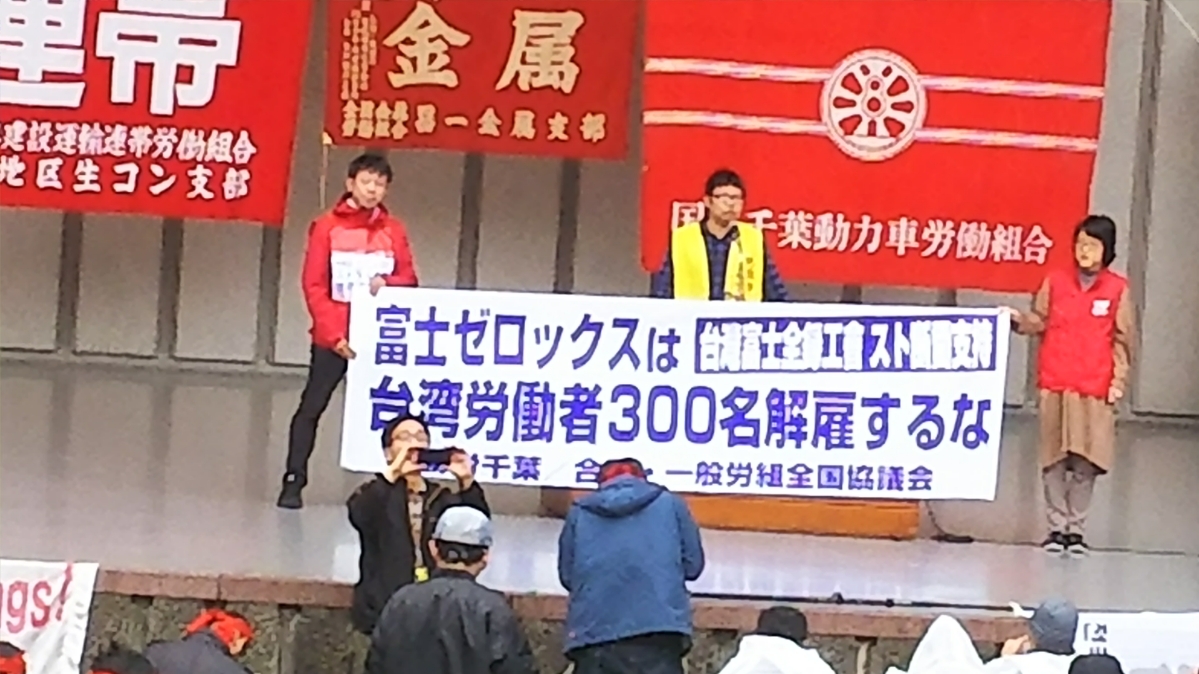 連帯
建設運輸連帯労働組合
地区生コン支部
金属
一金属支部
国
千葉動力車労働組合
富士ゼロックスは
台湾富士全録工會 スト断固支持
台湾労働者300名解雇するな
労千葉/合
一般労組全国協議会
ngs!